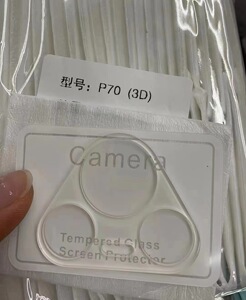 型号: P70 (3D)
Camera
Tempered Glass
Screen Protector